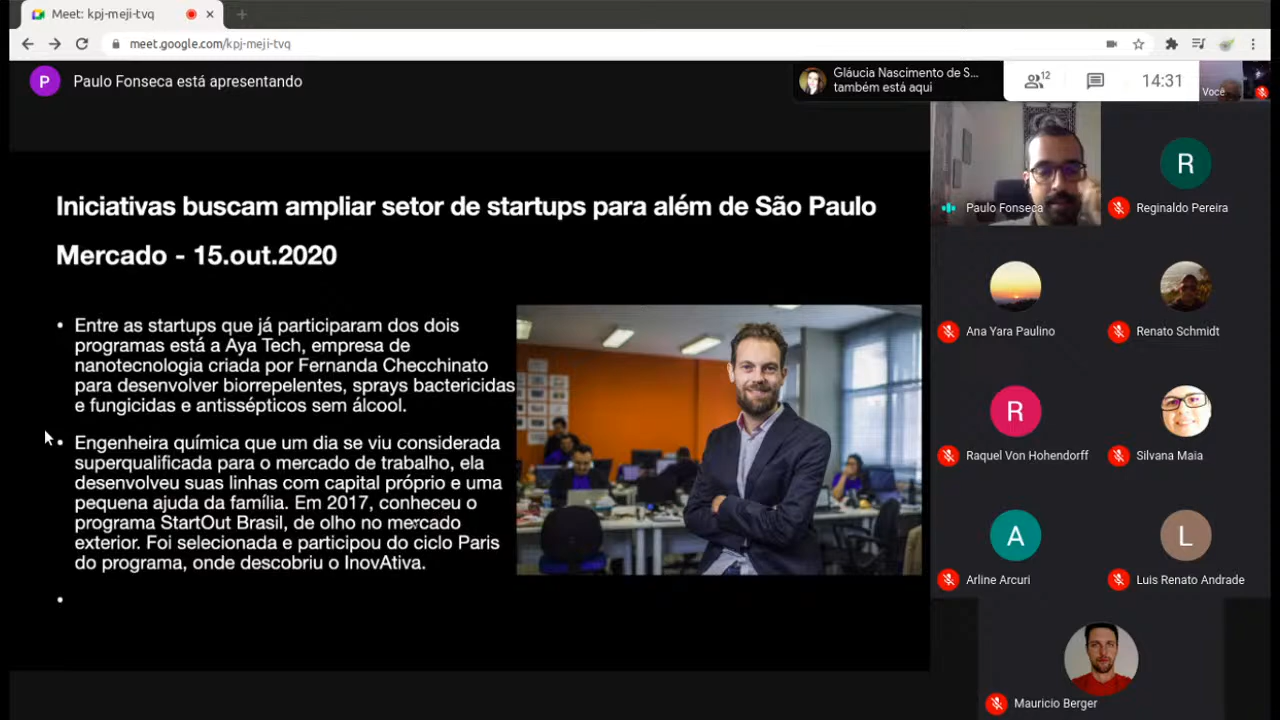 Meet: kpj-meji-tvq
meet.google.com/kpj-meji-tvq
P
Paulo Fonseca está apresentando
Gláucia Nascimento de S...
também está aqui
12
14:31
Você
Iniciativas buscam ampliar setor de startups para além de São Paulo
Mercado - 15.out.2020
• Entre as startups que já participaram dos dois
programas está a Aya Tech, empresa de
nanotecnologia criada por Fernanda Checchinato
para desenvolver biorrepelentes, sprays bactericidas
e fungicidas e antissépticos sem álcool.
• Engenheira química que um dia se viu considerada
superqualificada para o mercado de trabalho, ela
desenvolveu suas linhas com capital próprio e uma
pequena ajuda da família. Em 2017, conheceu o
programa StartOut Brasil, de olho no mercado
exterior. Foi selecionada e participou do ciclo Paris
do programa, onde descobriu o InovAtiva.
•
Paulo Fonseca
R
Reginaldo Pereira
Ana Yara Paulino
Renato Schmidt
R
Raquel Von Hohendorff
Silvana Maia
A
Arline Arcuri
L
Luis Renato Andrade
Mauricio Berger